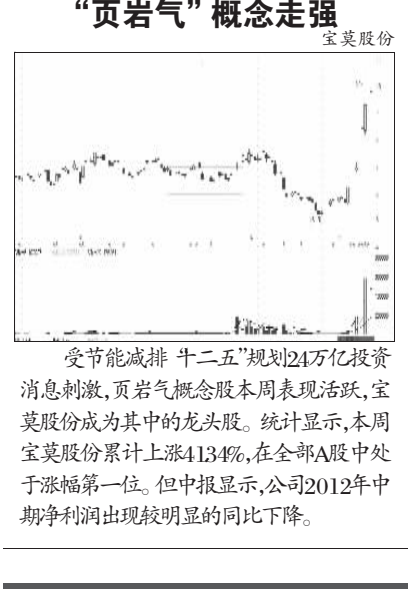 “页岩气”概念走强
宝莫股份
受节能减排 十二五”规划24万亿投资
消息刺激,页岩气概念股本周表现活跃,宝
莫股份成为其中的龙头股。统计显示,本周
宝莫股份累计上涨4134%,在全部A股中处
于涨幅第一位。但中报显示,公司2012年中
期净利润出现较明显的同比下降。